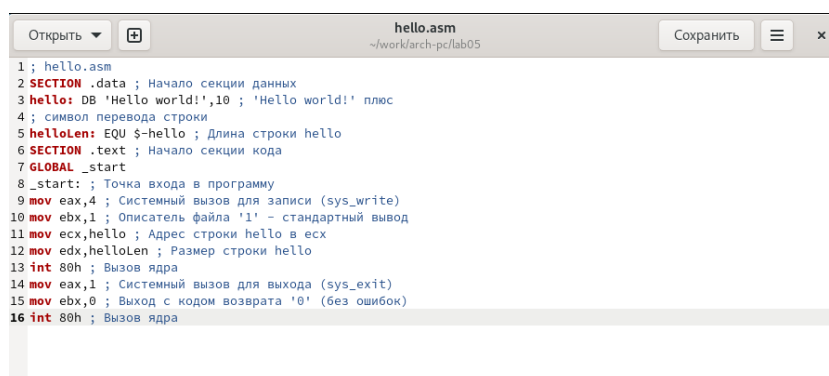 Открыть
hello.asm
~/work/arch-pc/lab05
Сохранить
1 ; hello.asm
2 SECTION .data ; Начало секции данных
3 hello: DB 'Hello world!',10 ; 'Hello world!' плюс
4 ; символ перевода строки
5 helloLen: EQU $-hello ; Длина строки hello
6 SECTION .text ; Начало секции кода
7 GLOBAL _start
8 _start: ; Точка входа в программу
9 mov eax,4 ; Системный вызов для записи (sys_write)
10 mov ebx,1 ; Описатель файла '1' - стандартный вывод
11 mov ecx,hello ; Адрес строки hello в ecx
12 mov edx,helloLen ; Размер строки hello
13 int 80h ; Вызов ядра
14 mov eax,1 ; Системный вызов для выхода (sys_exit)
15 mov ebx,0 ; Выход с кодом возврата '0' (без ошибок)
16 int 80h ; Вызов ядра